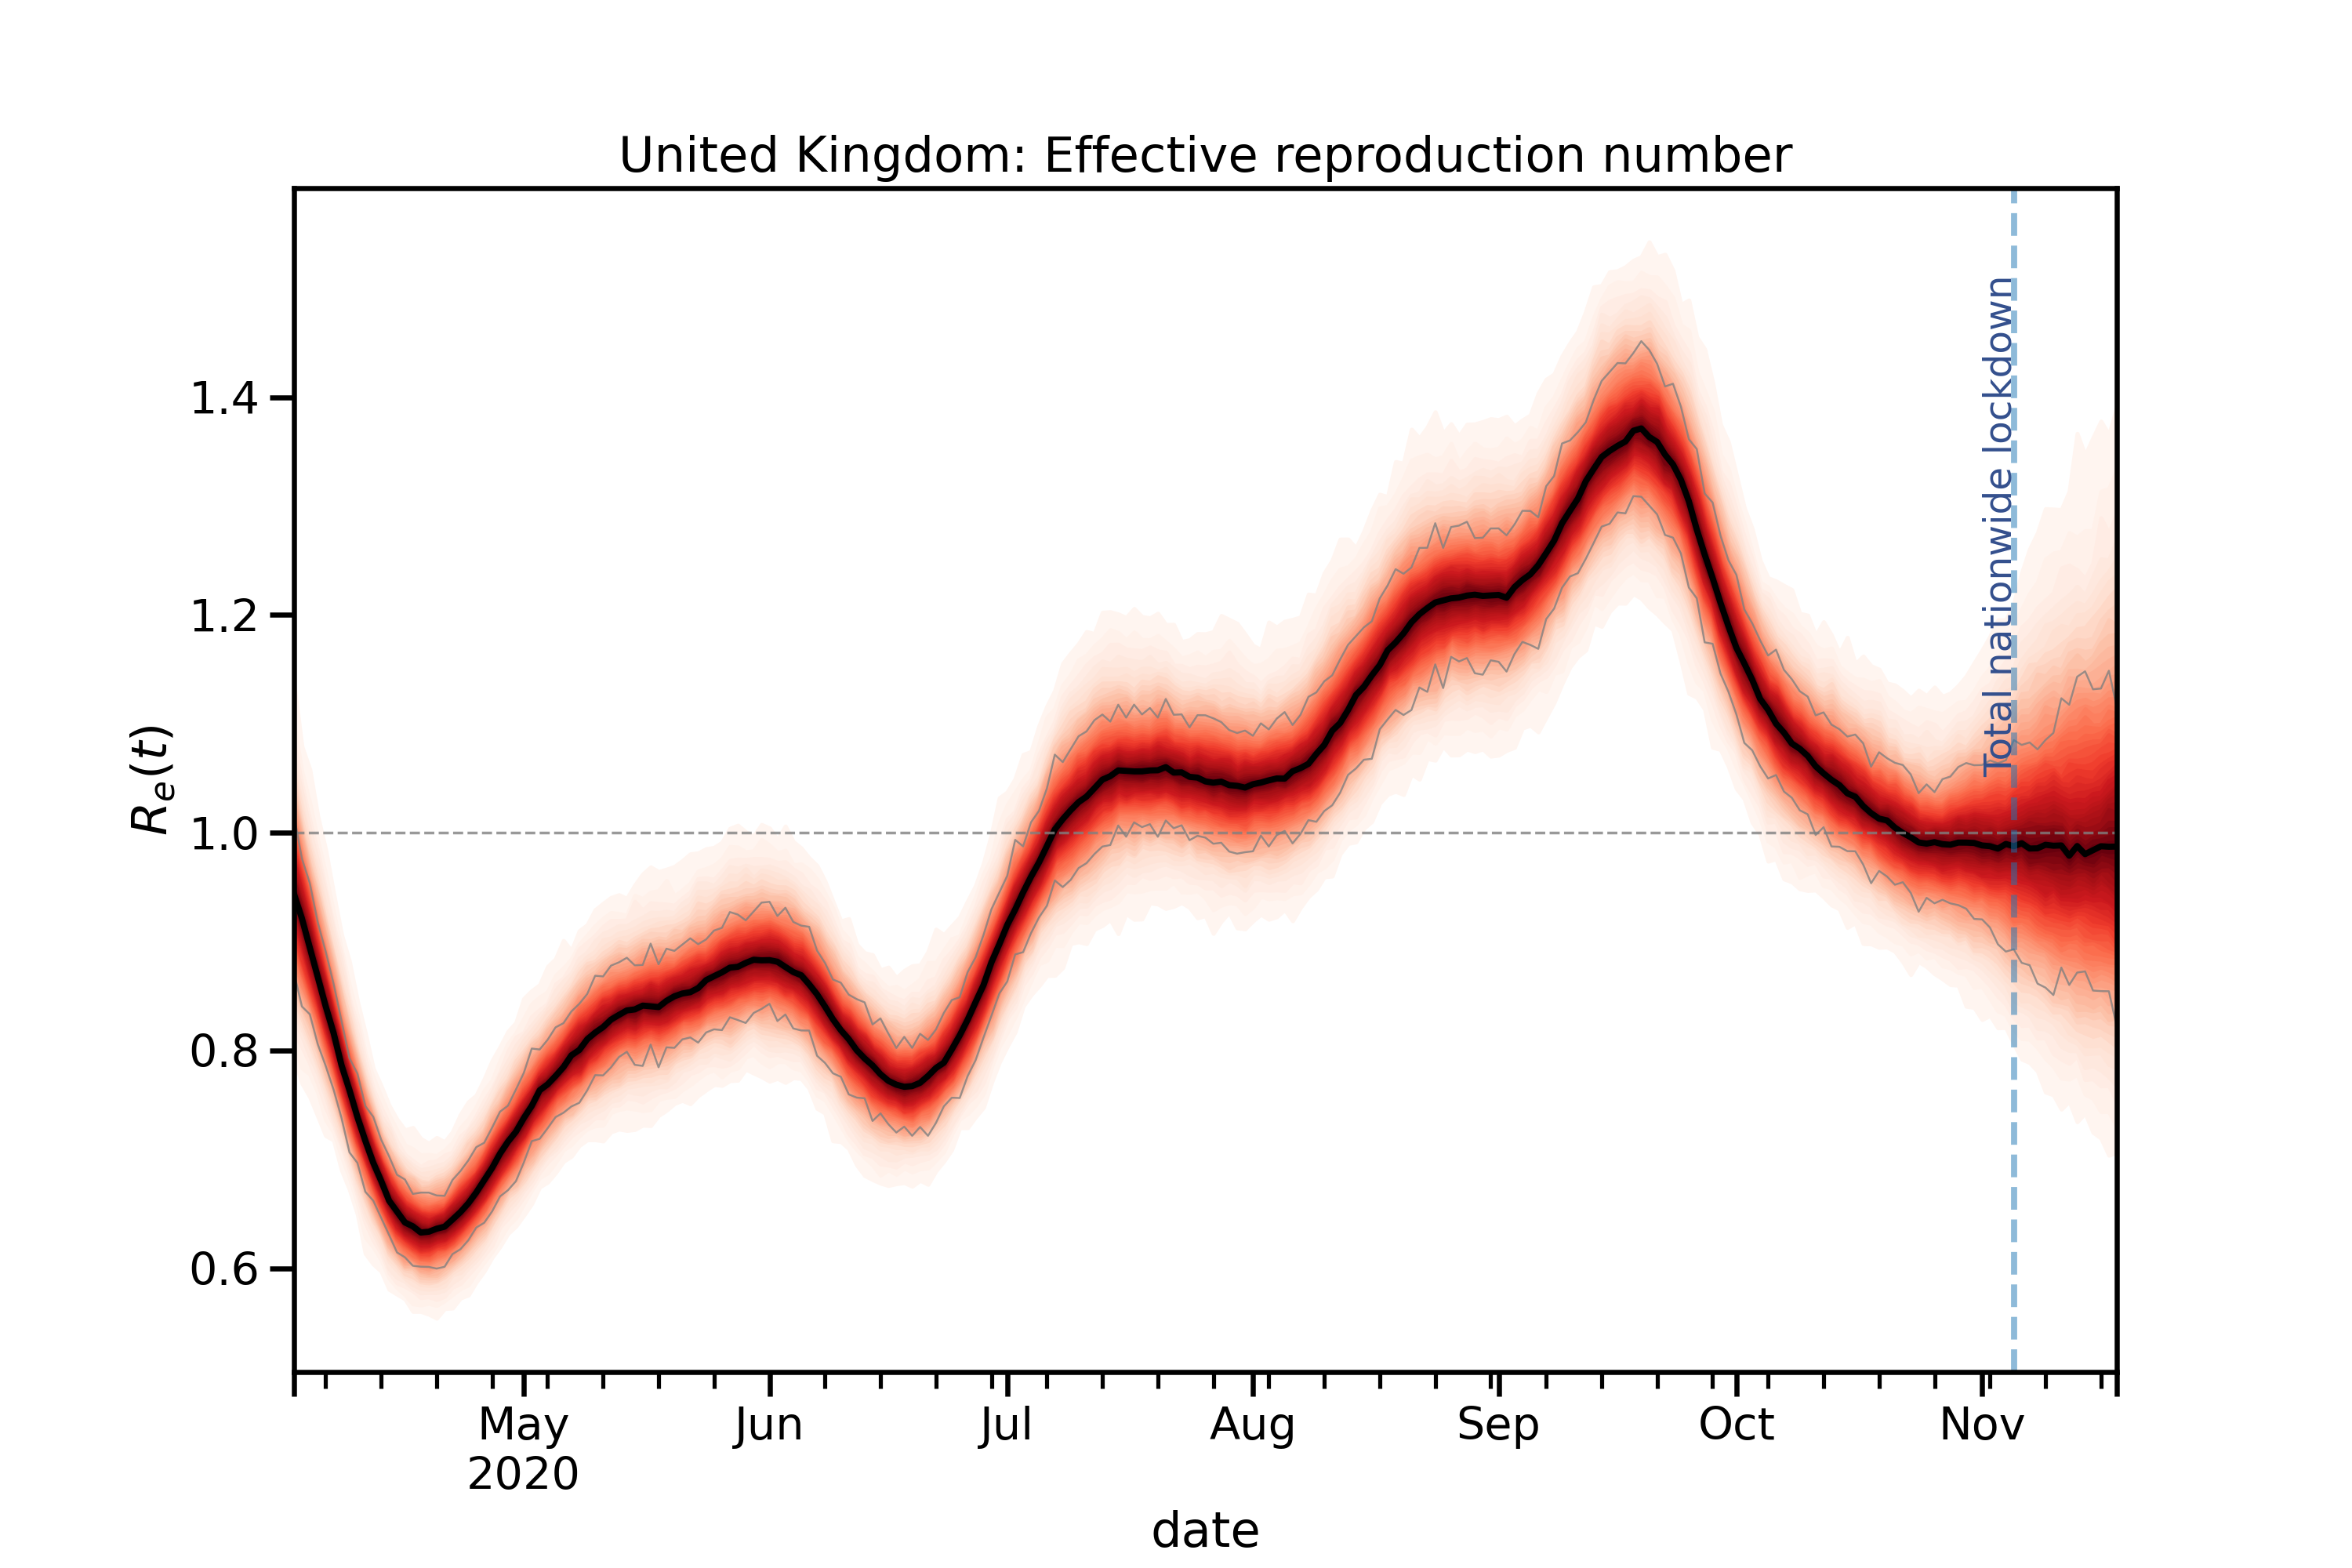 United Kingdom: Effective reproduction number
Total nationwide lockdown
1.4
1.2
1.0
0.8
0.6
Rₑ(t)
May
Jun
Jul
Aug
Sep
Oct
Nov
2020
date